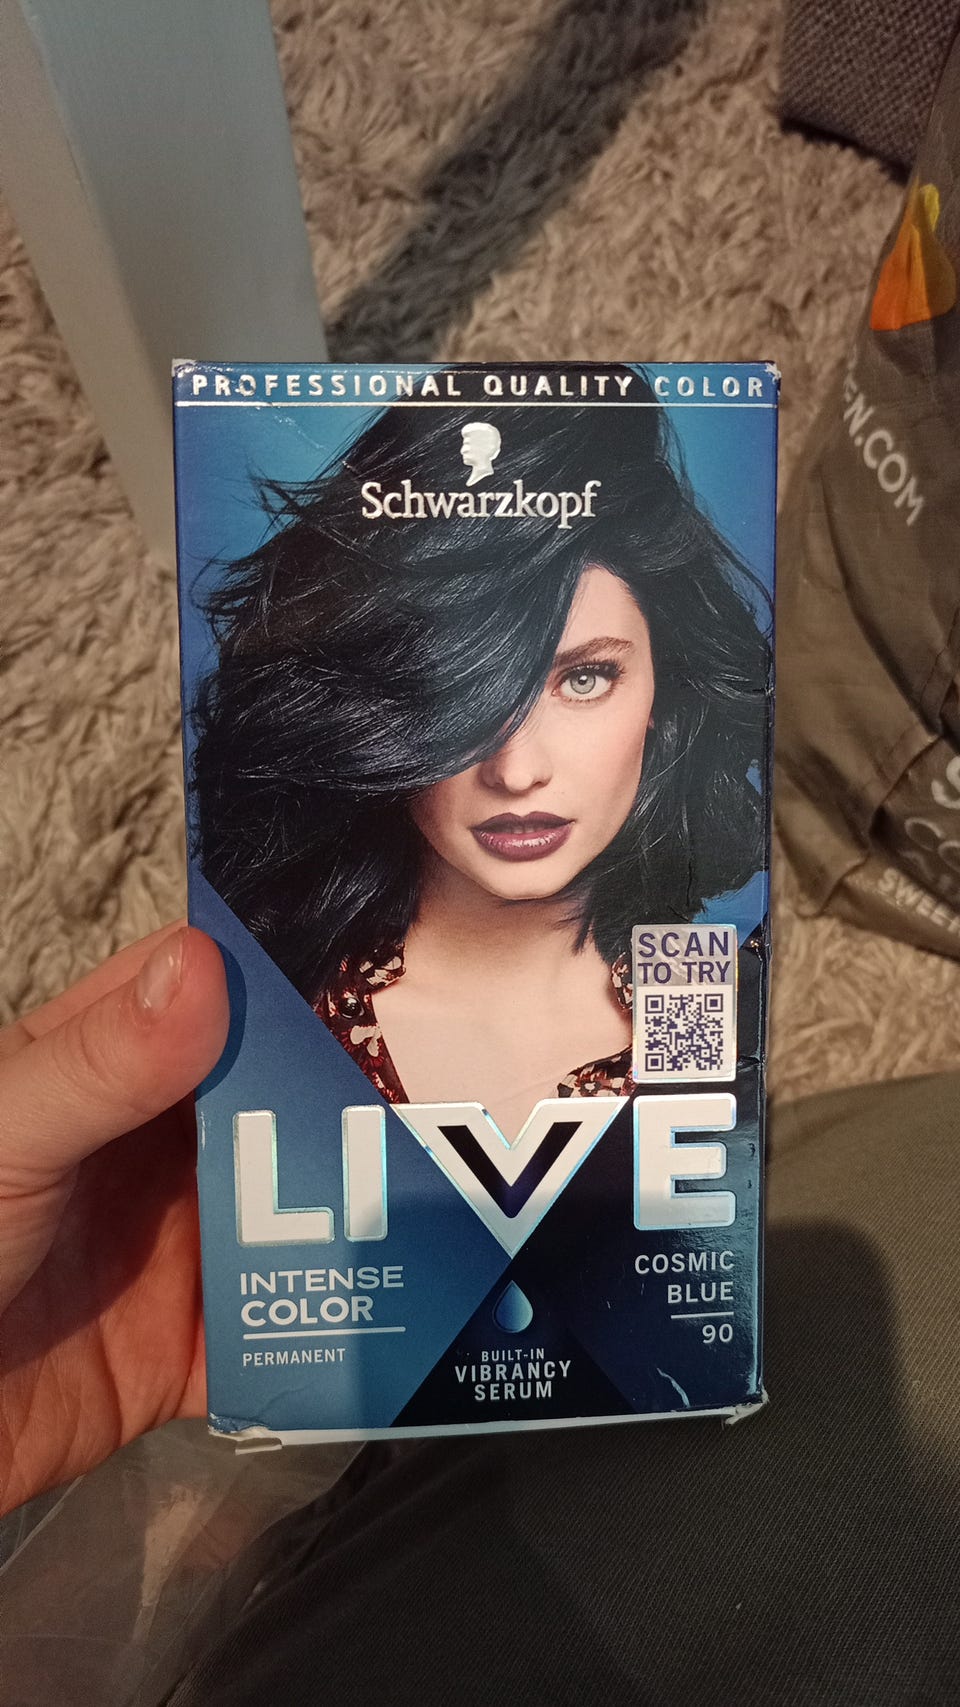 PROFESSIONAL QUALITY COLOR
Schwarzkopf
SCAN
TO TRY
LIVE
INTENSE
COLOR
PERMANENT
BUILT-IN
VIBRANCY
SERUM
COSMIC
BLUE
90
EN.COM
SWEE